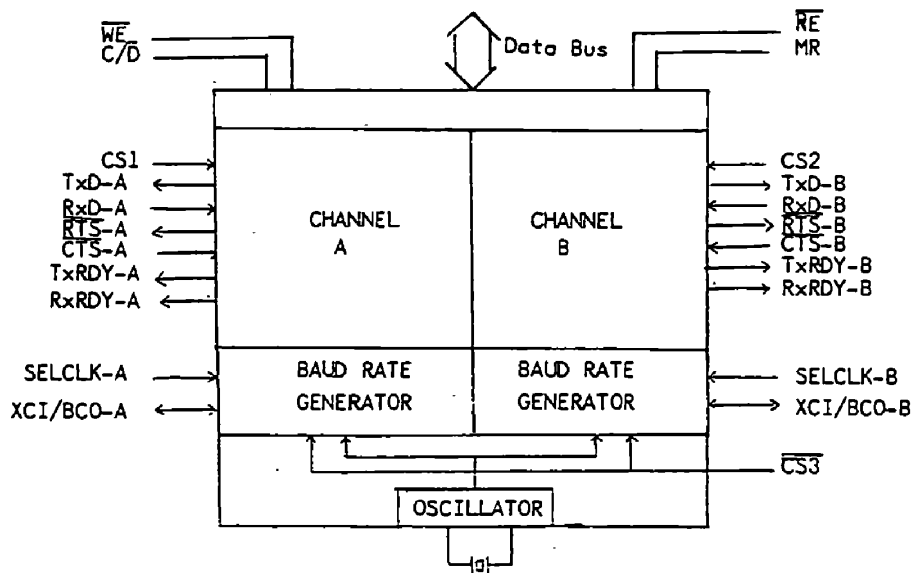 WE
C/D
Data Bus
RE
MR
CS1
TxD-A
RxD-A
RTS-A
CTS-A
TxRDY-A
RxRDY-A
SELCLK-A
XCI/BCO-A
CHANNEL
A
CHANNEL
B
BAUD RATE
GENERATOR
BAUD RATE
GENERATOR
OSCILLATOR
CS2
TxD-B
RxD-B
RTS-B
CTS-B
TxRDY-B
RxRDY-B
SELCLK-B
XCI/BCO-B
CS3